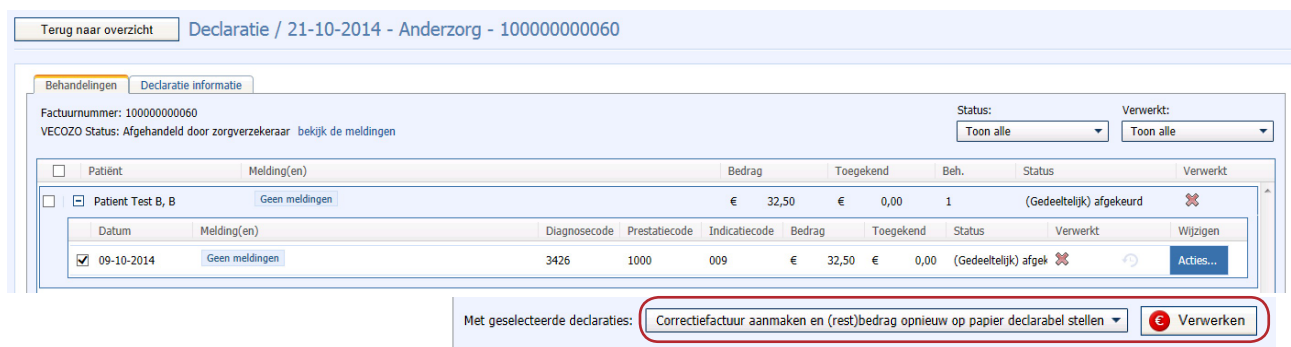 Terug naar overzicht Declaratie / 21-10-2014 - Anderzorg - 100000000060
Behandelingen Declaratie informatie
Factuurnummer: 100000000060 Status: Verwerkt:
VECOZO Status: Afgehandeld door zorgverzekeraar bekijk de meldingen Toon alle Toon alle
Patiënt Melding(en) Bedrag Toegekend Beh. Status Verwerkt
Patient Test B, B Geen meldingen € 32,50 € 0,00 1 (Gedeeltelijk) afgekeurd
Datum Melding(en) Diagnosecode Prestatiecode Indicatiecode Bedrag Toegekend Status Verwerkt Wijzigen
09-10-2014 Geen meldingen 3426 1000 009 € 32,50 € 0,00 (Gedeeltelijk) afgek Acties...
Met geselecteerde declaraties: Correctiefactuur aanmaken en (rest)bedrag opnieuw op papier declarabel stellen € Verwerken